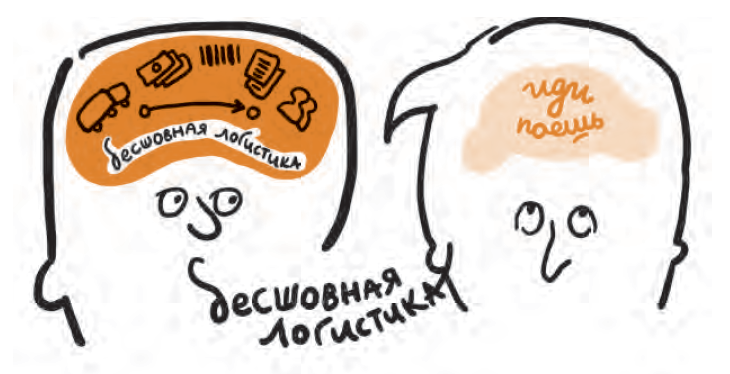 бесшовная логистика
иди
поешь
бесшовная
логистика